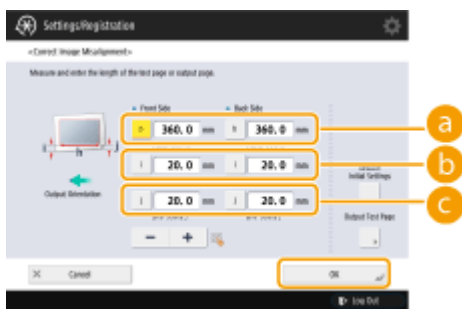 Settings/Registration
<Correct Image Misalignment>
Measure and enter the length of the test page or output page.
Front Side
Back Side
h 360.0 mm h 360.0 mm a
i 20.0 mm i 20.0 mm b
j 20.0 mm j 20.0 mm c
i h j
Output Orientation
Initial Settings
Output Test Page
− +
× Cancel
OK
Log Out